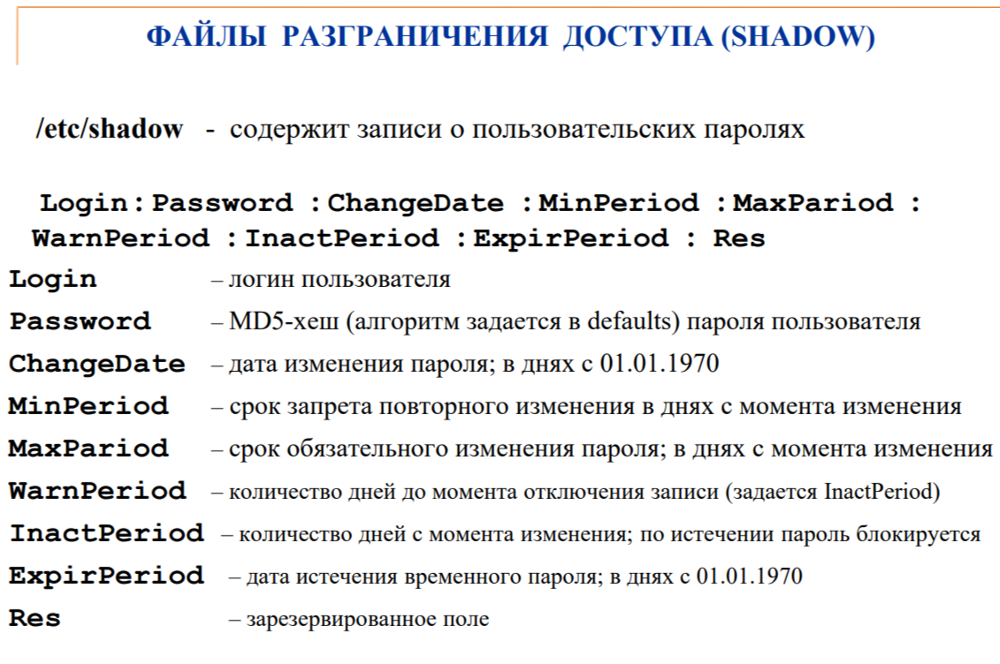 ФАЙЛЫ РАЗГРАНИЧЕНИЯ ДОСТУПА (SHADOW)
/etc/shadow - содержит записи о пользовательских паролях
Login: Password : ChangeDate : MinPeriod : MaxPariod :
WarnPeriod : InactPeriod : ExpirPeriod : Res
Login – логин пользователя
Password – MD5-хеш (алгоритм задается в defaults) пароля пользователя
ChangeDate – дата изменения пароля; в днях с 01.01.1970
MinPeriod – срок запрета повторного изменения в днях с момента изменения
MaxPariod – срок обязательного изменения пароля; в днях с момента изменения
WarnPeriod – количество дней до момента отключения записи (задается InactPeriod)
InactPeriod – количество дней с момента изменения; по истечении пароль блокируется
ExpirPeriod – дата истечения временного пароля; в днях с 01.01.1970
Res – зарезервированное поле